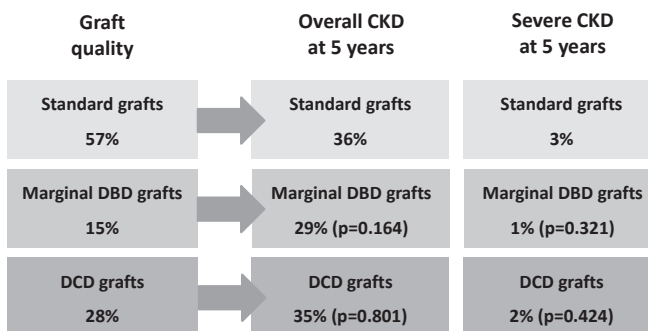 Graft
quality
Overall CKD
at 5 years
Severe CKD
at 5 years
Standard grafts
57%
Standard grafts
36%
Standard grafts
3%
Marginal DBD grafts
15%
Marginal DBD grafts
29% (p=0.164)
Marginal DBD grafts
1% (p=0.321)
DCD grafts
28%
DCD grafts
35% (p=0.801)
DCD grafts
2% (p=0.424)